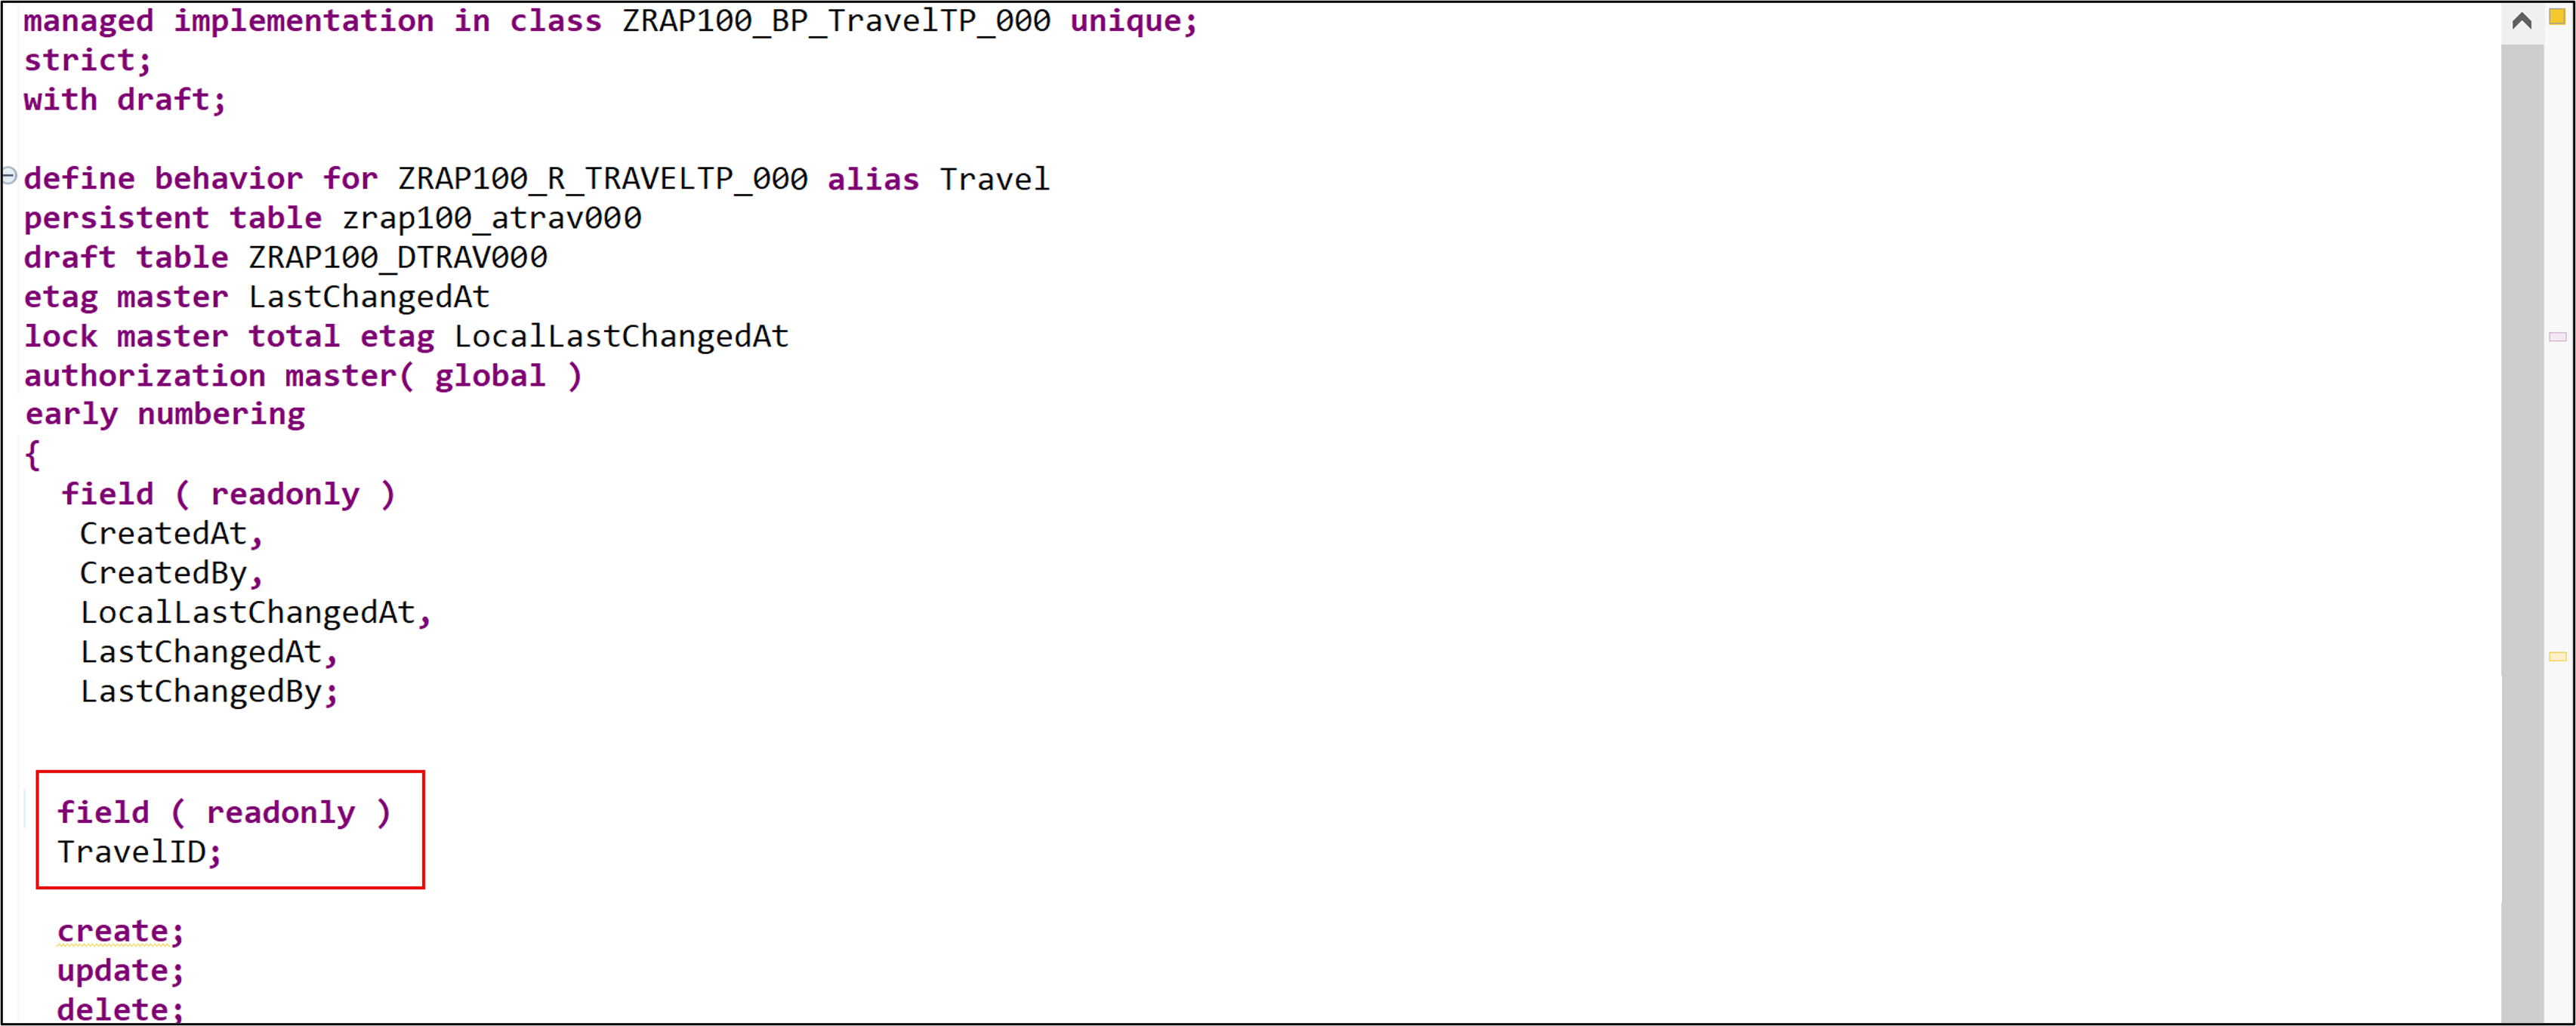 managed implementation in class ZRAP100_BP_TravelTP_000 unique;
strict;
with draft;
define behavior for ZRAP100_R_TRAVELTP_000 alias Travel
persistent table zrap100_atrav000
draft table ZRAP100_DTRAV000
etag master LastChangedAt
lock master total etag LocalLastChangedAt
authorization master( global )
early numbering
{
field ( readonly )
CreatedAt,
CreatedBy,
LocalLastChangedAt,
LastChangedAt,
LastChangedBy;
field ( readonly )
TravelID;
create;
update;
delete;